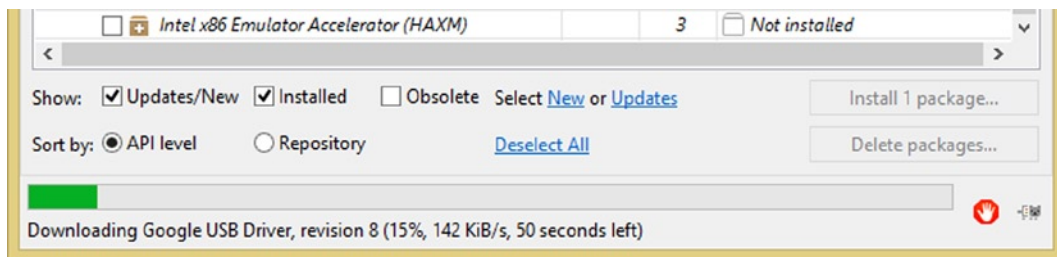 Intel x86 Emulator Accelerator (HAXM) 3 Not installed
Show: Updates/New Installed Obsolete Select New or Updates Install 1 package...
Sort by: API level Repository Deselect All Delete packages...
Downloading Google USB Driver, revision 8 (15%, 142 KiB/s, 50 seconds left)